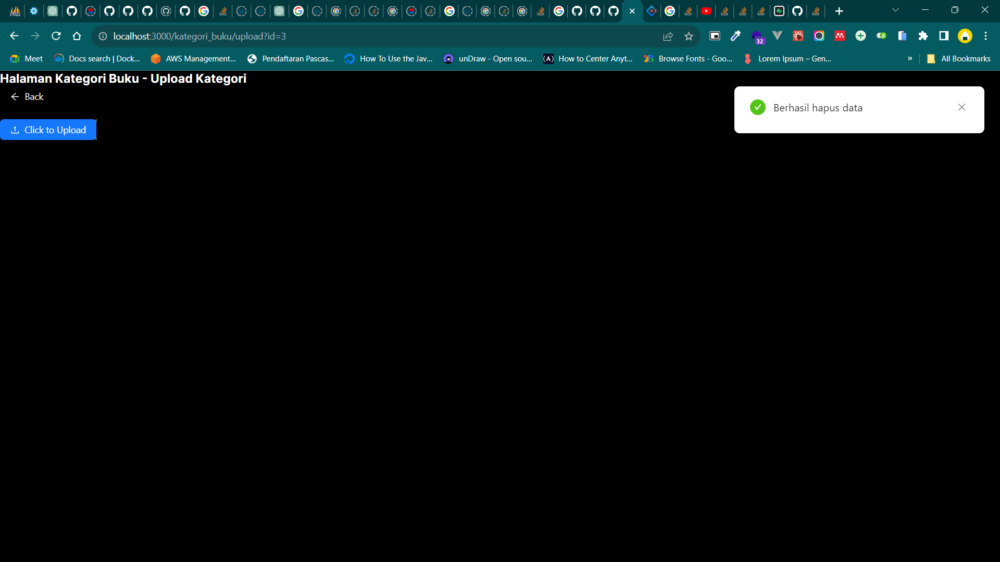 localhost:3000/kategori_buku/upload?id=3
32
Meet
Docs search | Dock...
AWS Management...
Pendaftaran Pascas...
How To Use the Jav...
unDraw - Open sou...
How to Center Anyt...
Browse Fonts - Goo...
Lorem Ipsum – Gen...
»
All Bookmarks
Halaman Kategori Buku - Upload Kategori
Back
Berhasil hapus data
Click to Upload